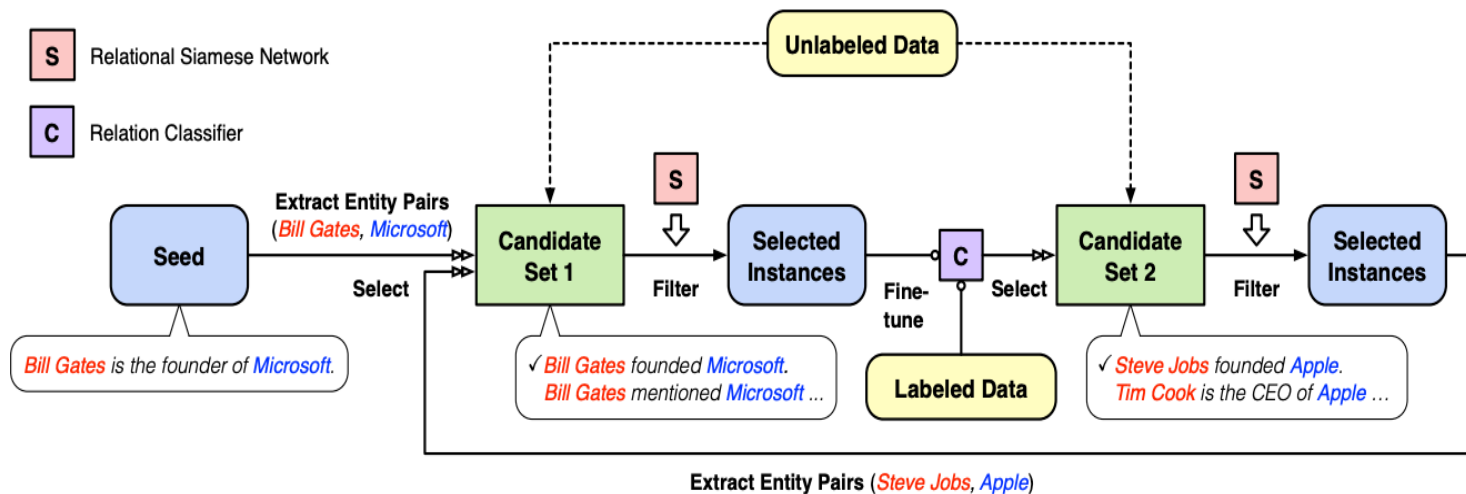 S Relational Siamese Network
C Relation Classifier
Unlabeled Data
Seed
Extract Entity Pairs
(Bill Gates, Microsoft)
Select
Candidate
Set 1
S
Filter
Selected
Instances
C
Fine-
tune
Select
Candidate
Set 2
S
Filter
Selected
Instances
Bill Gates is the founder of Microsoft.
✓ Bill Gates founded Microsoft.
Bill Gates mentioned Microsoft ...
Labeled Data
✓ Steve Jobs founded Apple.
Tim Cook is the CEO of Apple ...
Extract Entity Pairs (Steve Jobs, Apple)